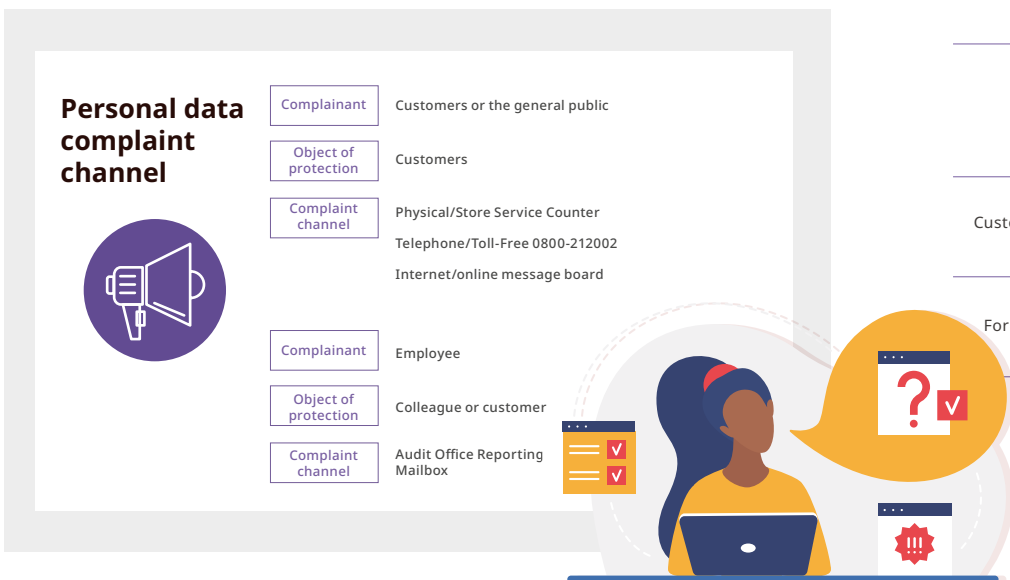 Personal data
complaint
channel
Complainant
Customers or the general public
Object of
protection
Customers
Complaint
channel
Physical/Store Service Counter
Telephone/Toll-Free 0800-212002
Internet/online message board
Complainant
Employee
Object of
protection
Colleague or customer
Complaint
channel
Audit Office Reporting
Mailbox
For
?
!!!